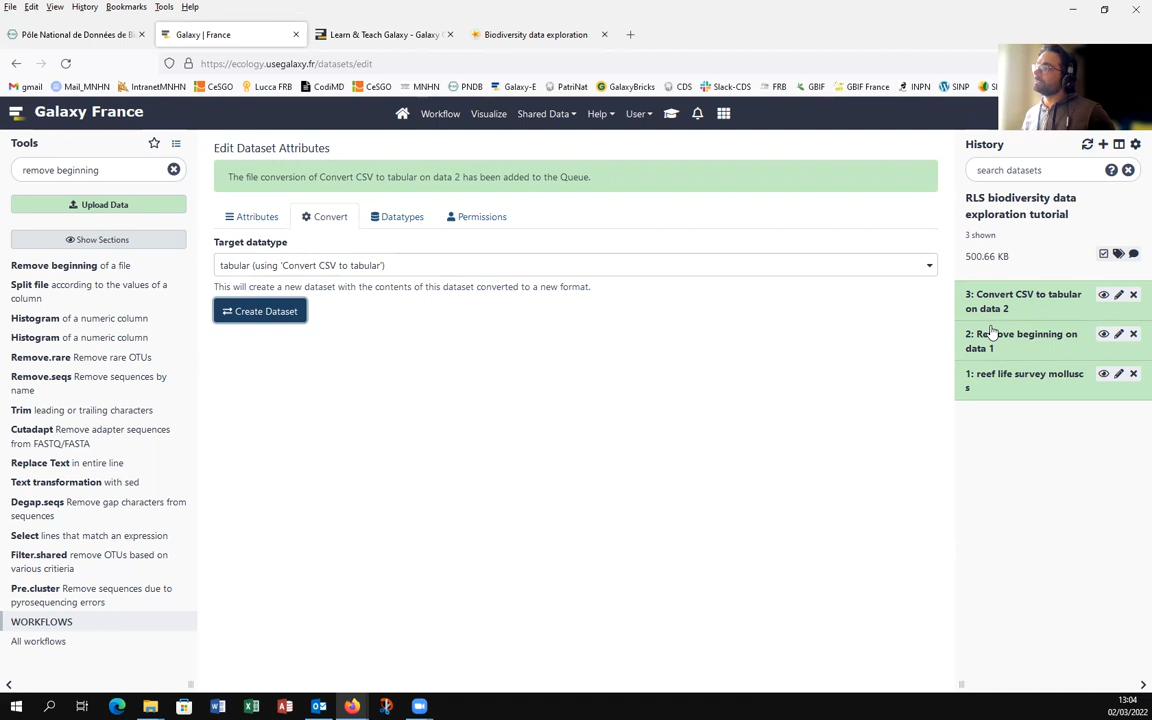 File Edit View History Bookmarks Tools Help
Pôle National de Données de Bi
Galaxy | France
Learn & Teach Galaxy - Galaxy C
Biodiversity data exploration
https://ecology.usegalaxy.fr/datasets/edit
gmail Mail_MNHN IntranetMNHN CeSGO Lucca FRB CodiMD CeSGO MNHN PNDB Galaxy-E PatriNat GalaxyBricks CDS Slack-CDS FRB GBIF GBIF France INPN SINP SI
Galaxy France
Workflow Visualize Shared Data Help User
Tools
remove beginning
Upload Data
Show Sections
Remove beginning of a file
Split file according to the values of a
column
Histogram of a numeric column
Histogram of a numeric column
Remove.rare Remove rare OTUs
Remove.seqs Remove sequences by
name
Trim leading or trailing characters
Cutadapt Remove adapter sequences
from FASTQ/FASTA
Replace Text in entire line
Text transformation with sed
Degap.seqs Remove gap characters from
sequences
Select lines that match an expression
Filter.shared remove OTUs based on
various critieria
Pre.cluster Remove sequences due to
pyrosequencing errors
WORKFLOWS
All workflows
Edit Dataset Attributes
The file conversion of Convert CSV to tabular on data 2 has been added to the Queue.
Attributes Convert Datatypes Permissions
Target datatype
tabular (using 'Convert CSV to tabular')
This will create a new dataset with the contents of this dataset converted to a new format.
Create Dataset
History
search datasets
RLS biodiversity data
exploration tutorial
3 shown
500.66 KB
3: Convert CSV to tabular
on data 2
2: Remove beginning on
data 1
1: reef life survey mollusc
s
13:04
02/03/2022